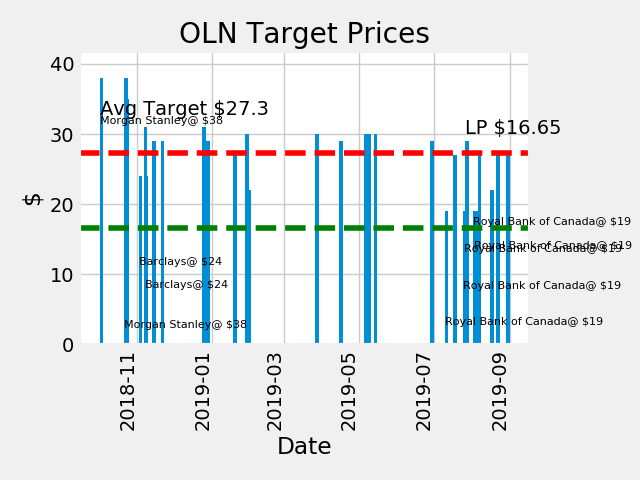 OLN Target Prices
40
30
20
10
0
$
Avg Target $27.3
Morgan Stanley@ $38
LP $16.65
Royal Bank of Canada@ $19
Royal Bank of Canada@ $19
Royal Bank of Canada@ $19
Barclays@ $24
Barclays@ $24
Royal Bank of Canada@ $19
Morgan Stanley@ $38
Royal Bank of Canada@ $19
2018-11
2019-01
2019-03
2019-05
2019-07
2019-09
Date